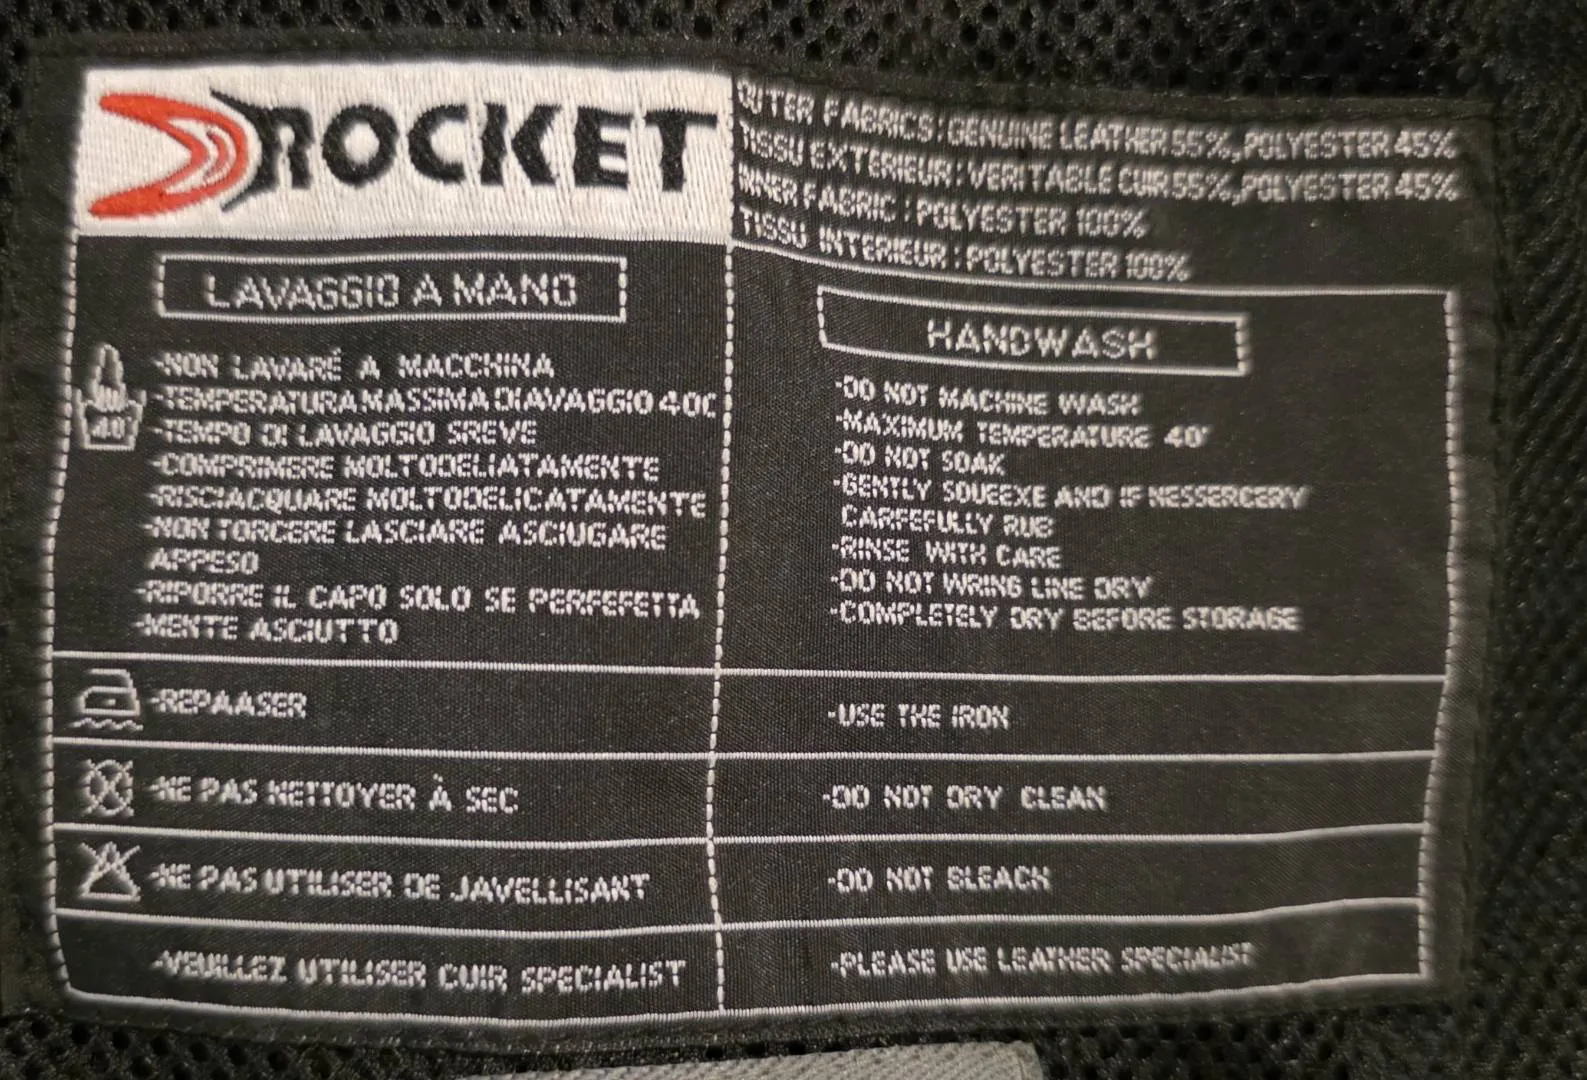 ROCKET
OUTER FABRICS: GENUINE LEATHER 55%, POLYESTER 45%
TISSU EXTERIEUR: VERITABLE CUIR 55%, POLYESTER 45%
INNER FABRIC: POLYESTER 100%
TISSU INTERIEUR: POLYESTER 100%
LAVAGGIO A MANO
-NON LAVARÉ A MACCHINA
-TEMPERATURA MASSIMA DIAVAGGIO 40C
-TEMPO DI LAVAGGIO SREVE
-COMPRIMERE MOLTODELIATAMENTE
-RISCIACQUARE MOLTODELICATAMENTE
-NON TORCERE LASCIARE ASCIUGARE
APPESO
-RIPORRE IL CAPO SOLO SE PERFEFETTA
-MENTE ASCIUTTO
40°
HANDWASH
-DO NOT MACHINE WASH
-MAXIMUM TEMPERATURE 40°
-DO NOT SOAK
-GENTLY SQUEEXE AND IF NESSERCERY
CARFEFULLY RUB
-RINSE WITH CARE
-DO NOT WRING LINE DRY
-COMPLETELY DRY BEFORE STORAGE
-REPAASER
-USE THE IRON
-NE PAS NETTOYER À SEC
-DO NOT DRY CLEAN
-NE PAS UTILISER DE JAVELLISANT
-DO NOT BLEACH
-VEUILLEZ UTILISER CUIR SPECIALIST
-PLEASE USE LEATHER SPECIALIST